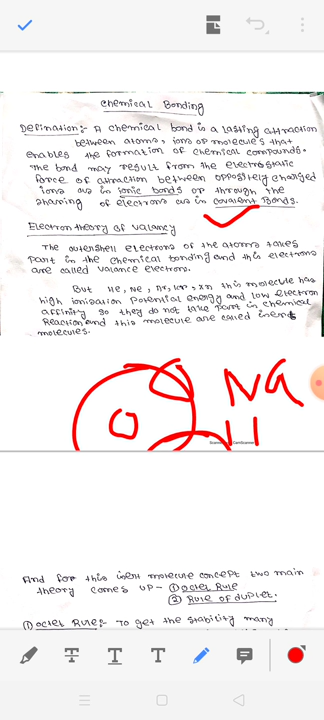 Chemical Bonding
Defination:- A chemical bond is a lasting attraction
between atoms, ions or molecules that
enables the formation of chemical compounds.
The bond may result from the electrostatic
force of attraction between oppositely charged
ions as in ionic bonds or through the
sharing of electrons as in covalent Bonds.
Electron theory of valancy
The outershell electrons of the atoms takes
Part in the chemical bonding and this electrons
are called valance electrons.
But He, Ne, Ar, Kr, Xn this molecule has
high ionisation Potential energy and low electron
affinity so they do not take part in chemical
Reaction and this molecule are called inert
molecules.
Na
11
Scanned by CamScanner
And for this inert molecule concept two main
theory comes up - ① octet Rule
② Rule of duplet.
① Octet Rule:- To get the stability many
T T T